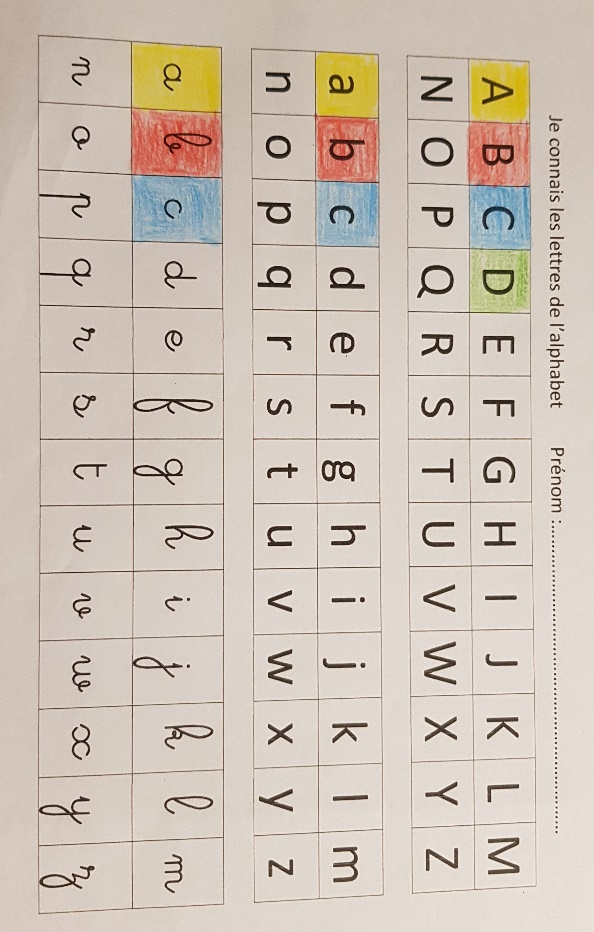 Je connais les lettres de l'alphabet Prénom :..............................................................
A B C D E F G H I J K L M
N O P Q R S T U V W X Y Z
a b c d e f g h i j k l m
n o p q r s t u v w x y z
a b c d e f g h i j k l m
n o p q r s t u v w x y z